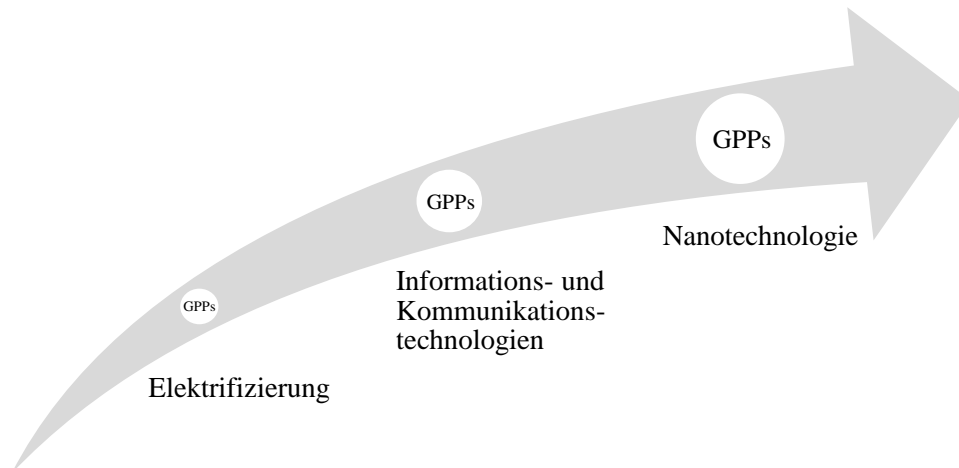 GPPs
Nanotechnologie
GPPs
Informations- und
Kommunikations-
technologien
GPPs
Elektrifizierung